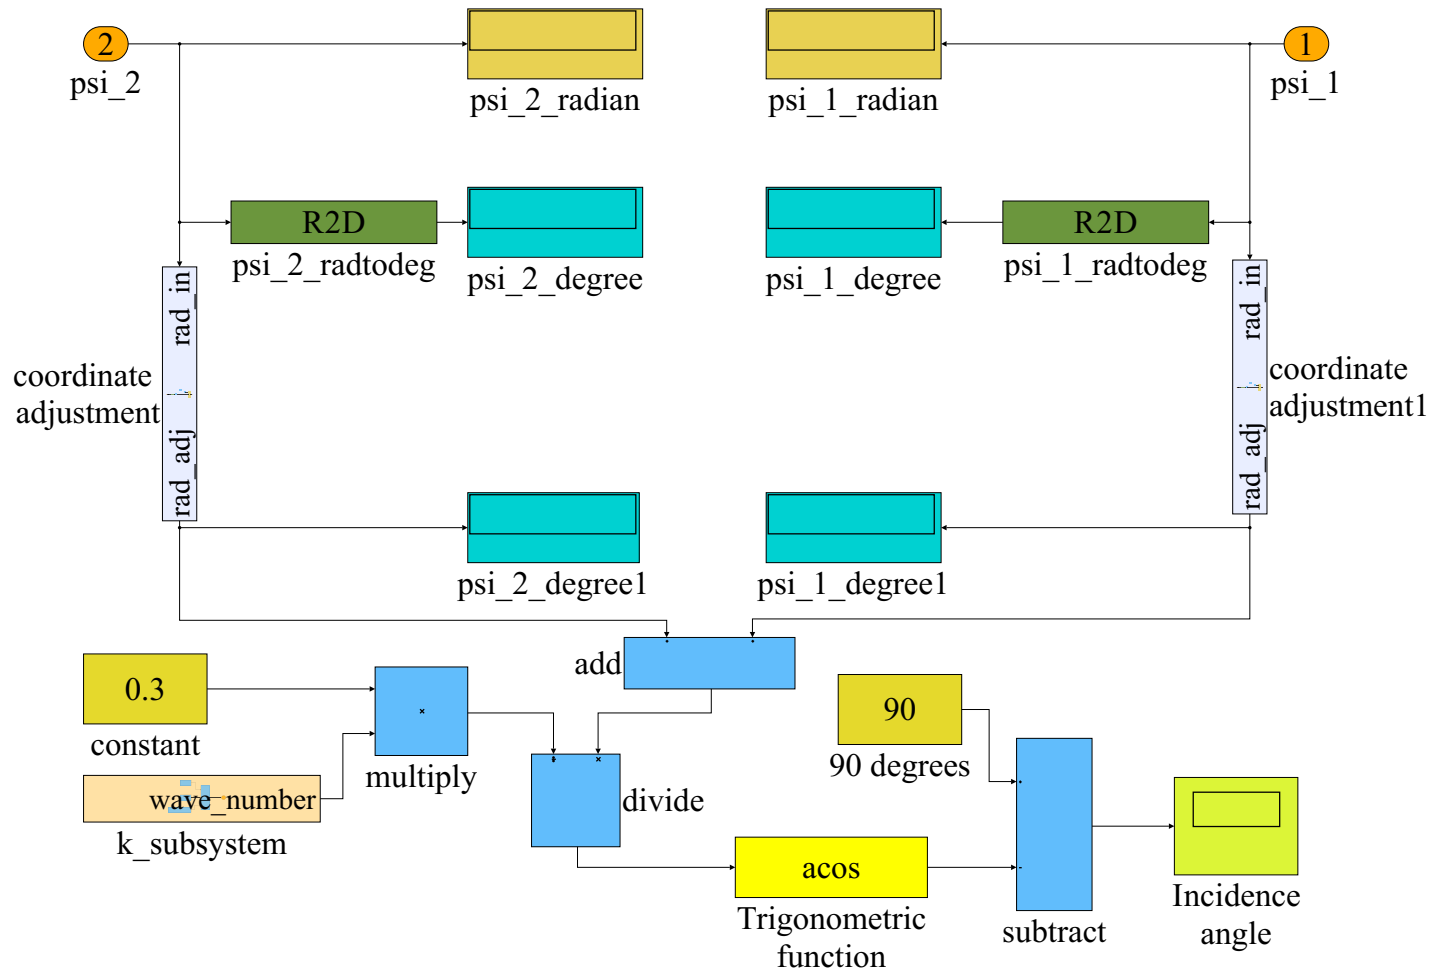 2
psi_2
psi_2_radian
psi_1_radian
1
psi_1
R2D
psi_2_radtodeg
psi_2_degree
psi_1_degree
R2D
psi_1_radtodeg
rad_in
rad_adj
coordinate
adjustment
rad_in
rad_adj
coordinate
adjustment1
psi_2_degree1
psi_1_degree1
add
0.3
constant
×
multiply
wave_number
k_subsystem
÷
×
divide
90
90 degrees
acos
Trigonometric
function
subtract
Incidence
angle